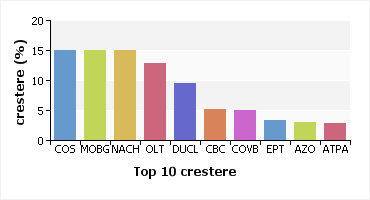 crestere (%)
20
15
10
5
0
COS MOBG NACH OLT DUCL CBC COVB EPT AZO ATPA
Top 10 crestere